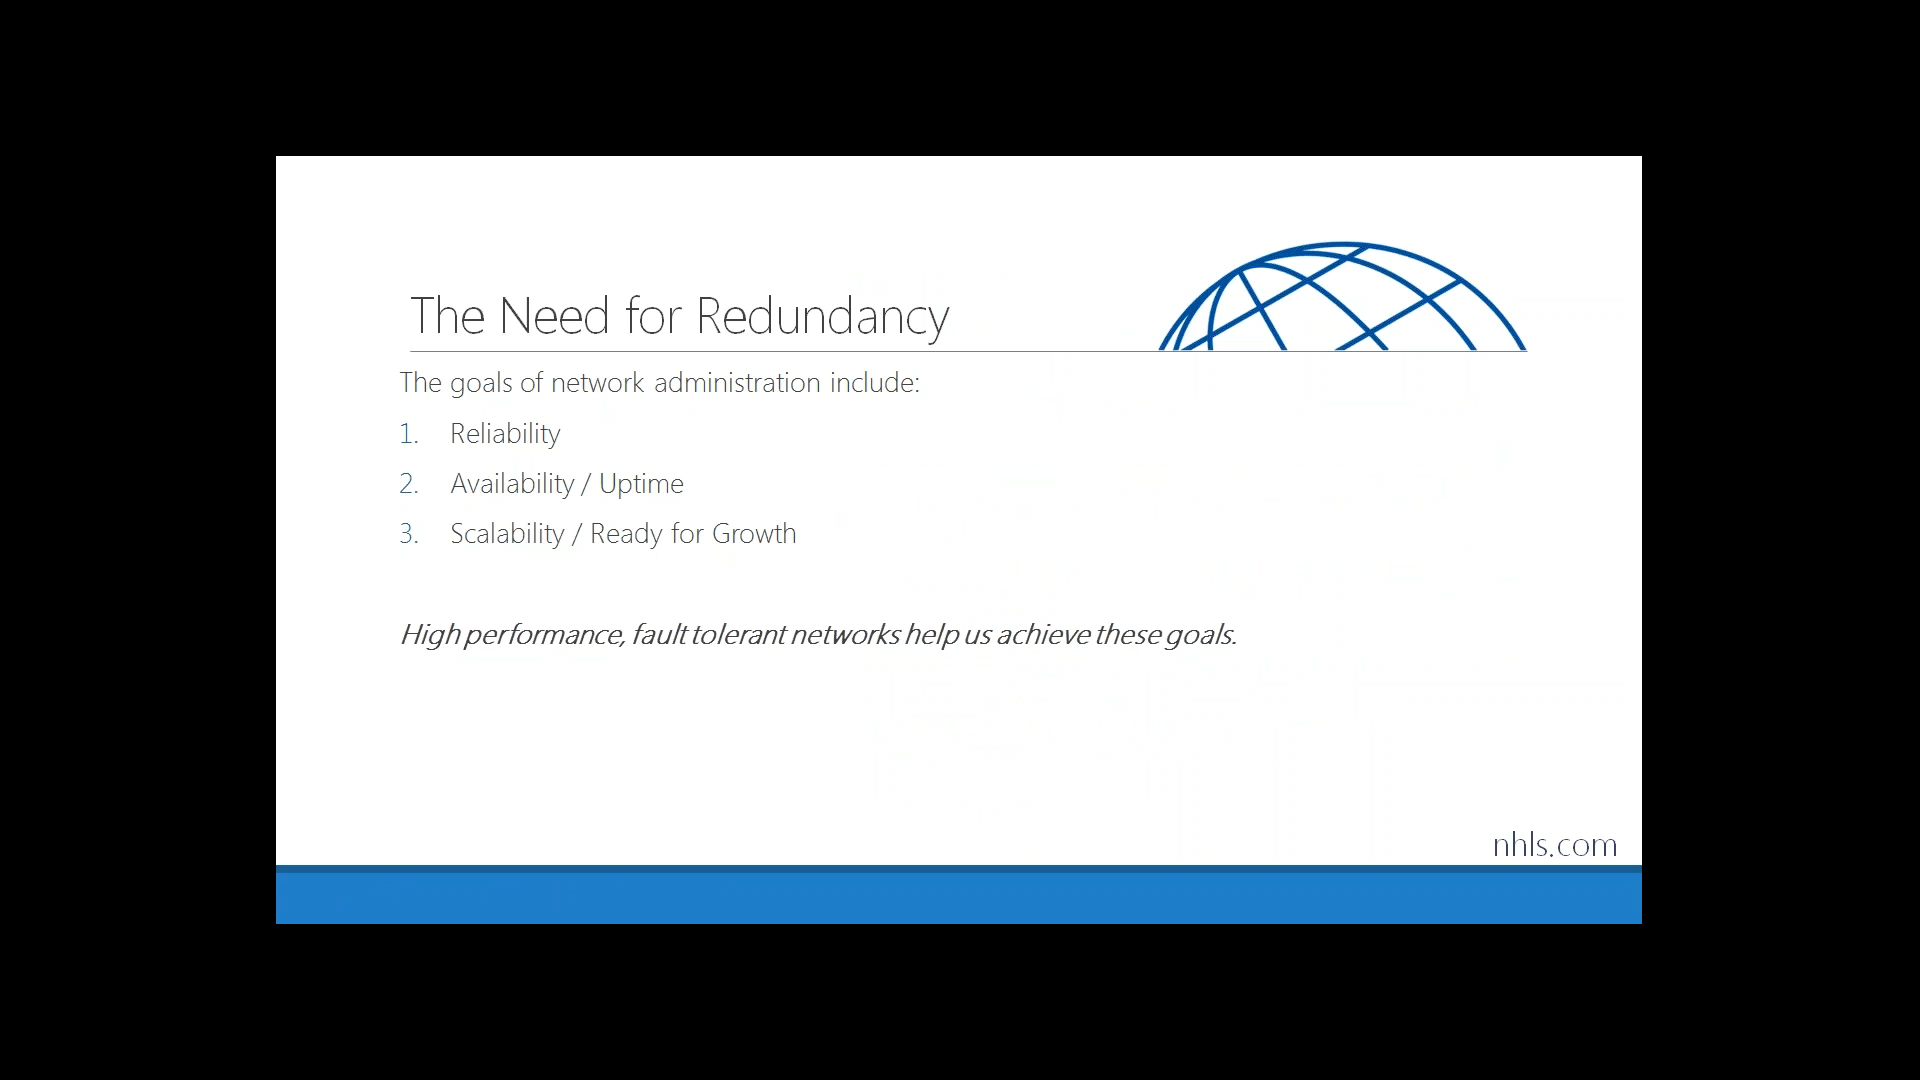 The Need for Redundancy
The goals of network administration include:
1. Reliability
2. Availability / Uptime
3. Scalability / Ready for Growth
High performance, fault tolerant networks help us achieve these goals.
nhls.com